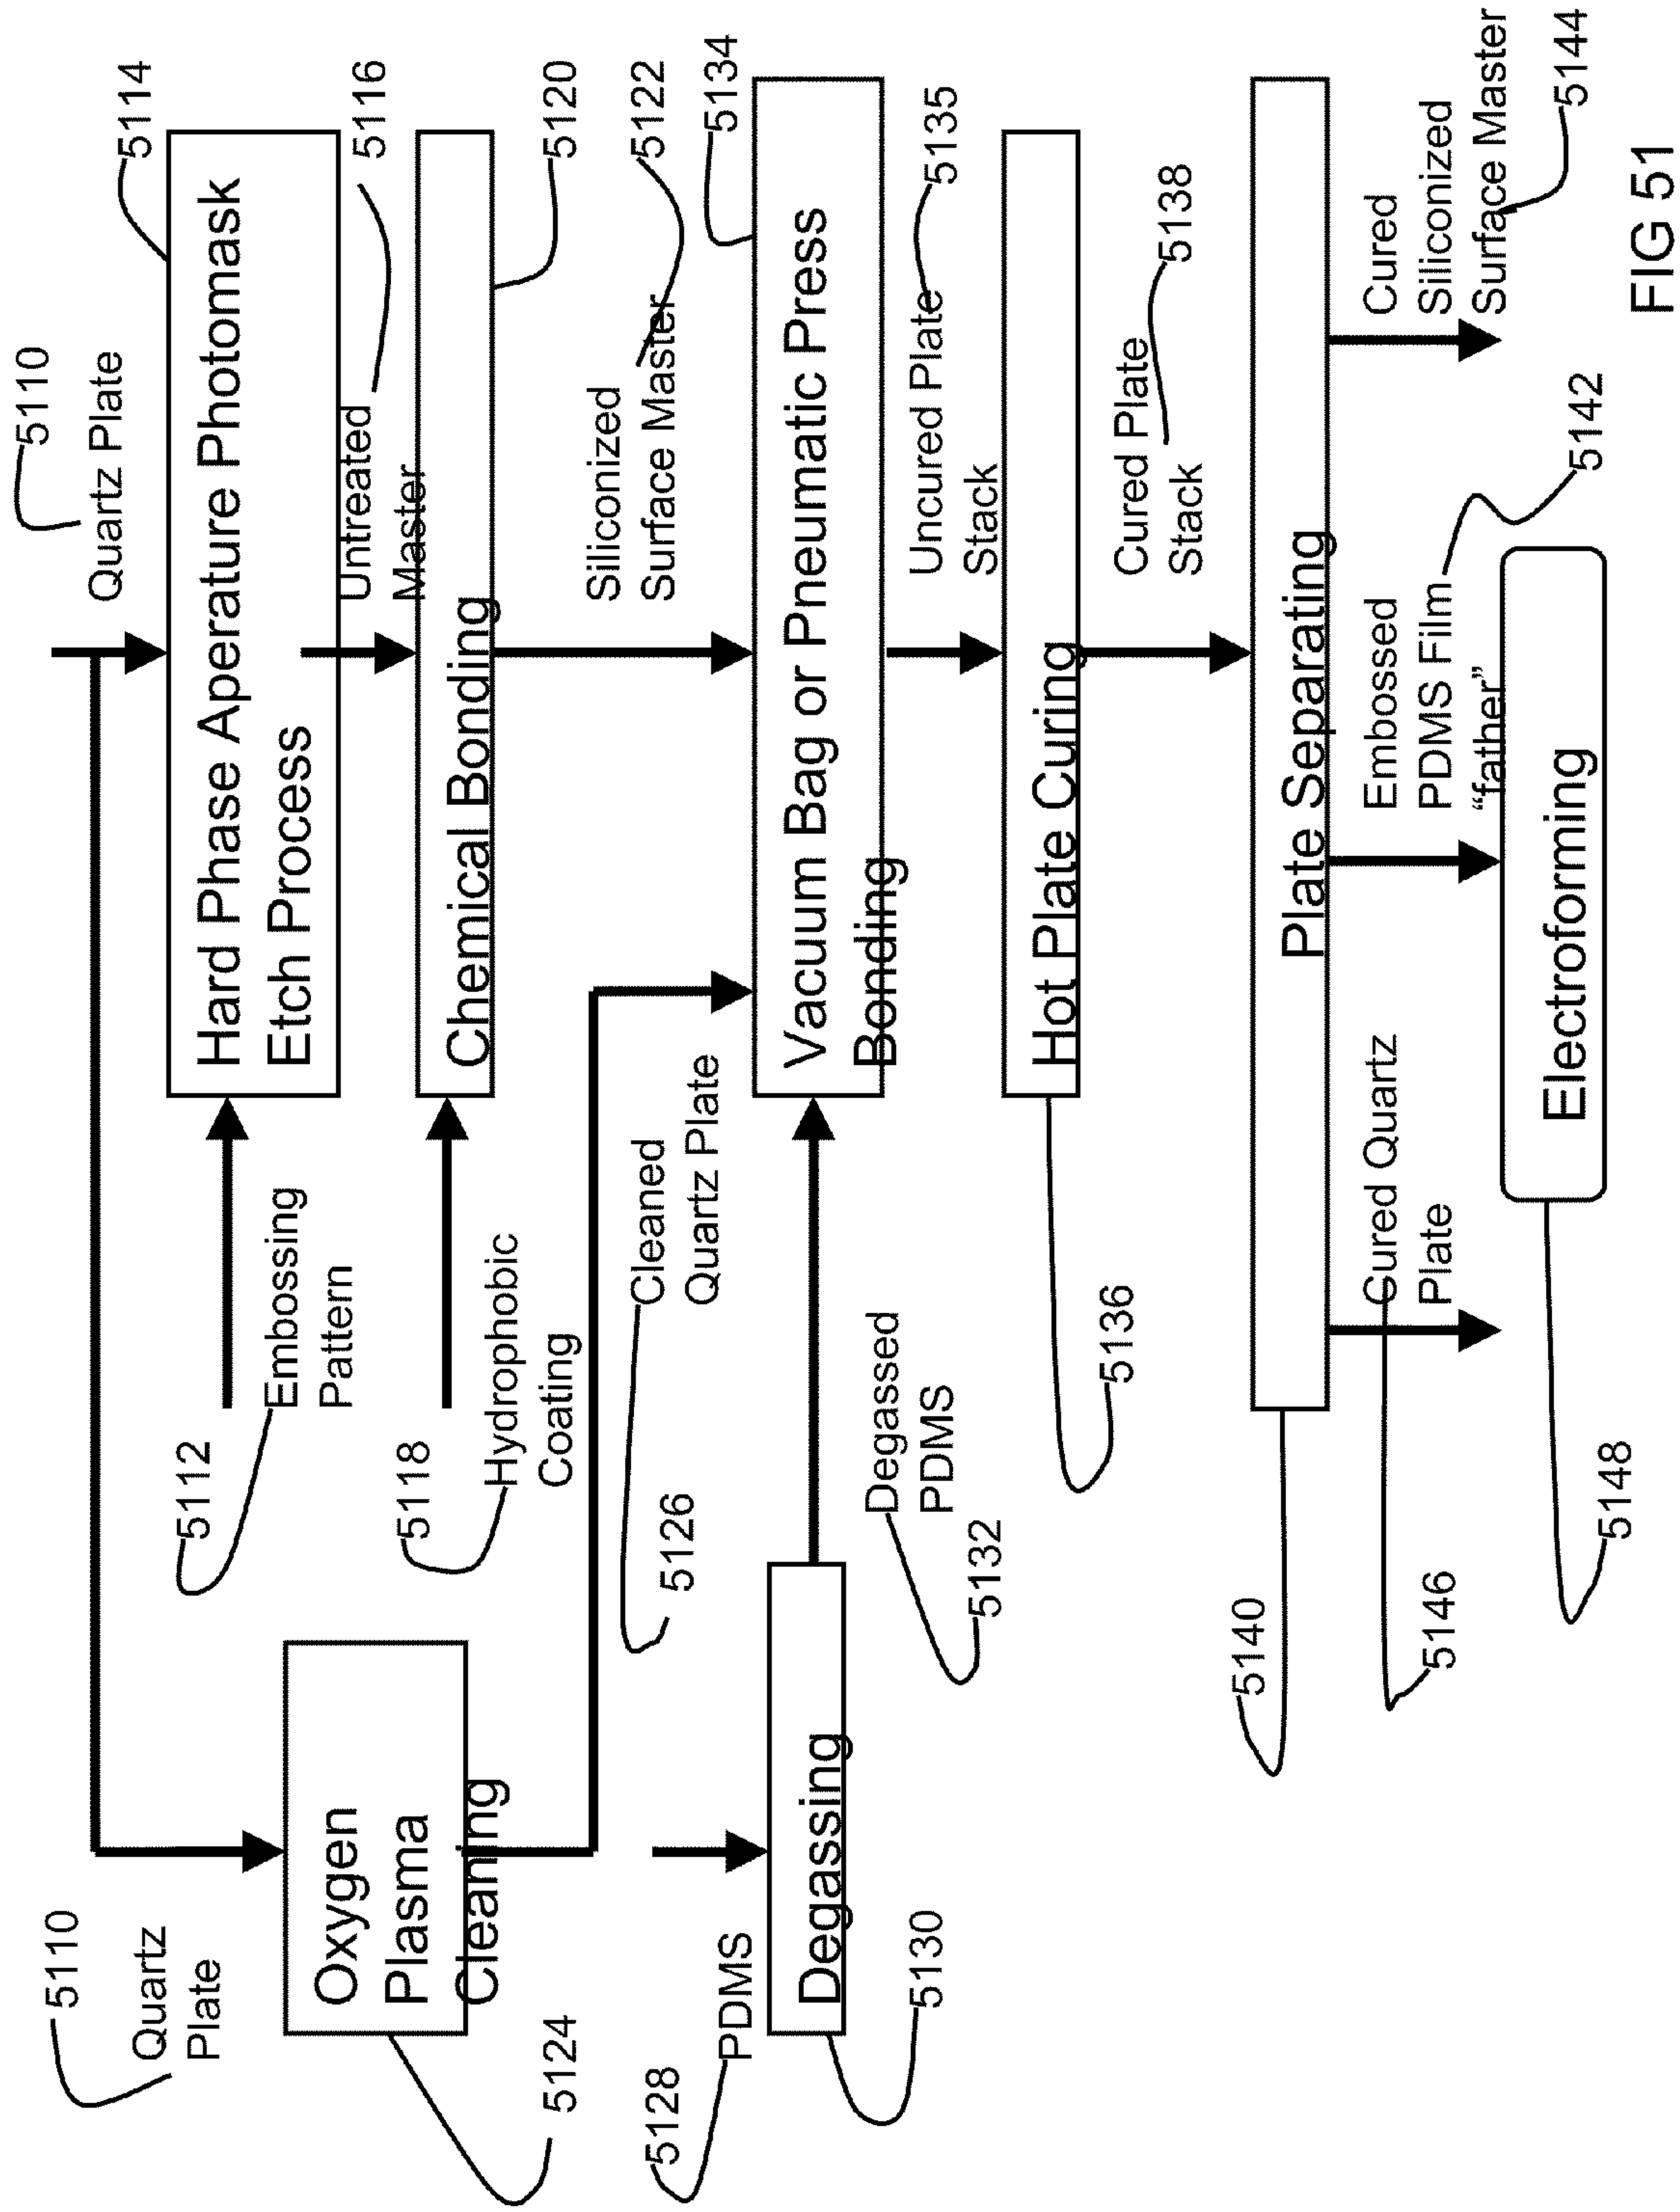 5110
Quartz Plate
5110
Quartz
Plate
5112
Embossing
Pattern
Hard Phase Aperature Photomask
Etch Process
5114
Untreated
Master
5116
5118
Hydrophobic
Coating
Chemical Bonding
5120
Oxygen
Plasma
Cleaning
5124
Siliconized
Surface Master
5122
Cleaned
Quartz Plate
5126
5128
PDMS
Degassing
5130
Degassed
PDMS
5132
Vacuum Bag or Pneumatic Press
Bonding
5134
Uncured Plate
Stack
5135
Hot Plate Curing
5136
Cured Plate
Stack
5138
Plate Separating
5140
Cured Quartz
Plate
5146
Embossed
PDMS Film
“father”
5142
Cured
Siliconized
Surface Master
5144
Electroforming
5148
FIG 51